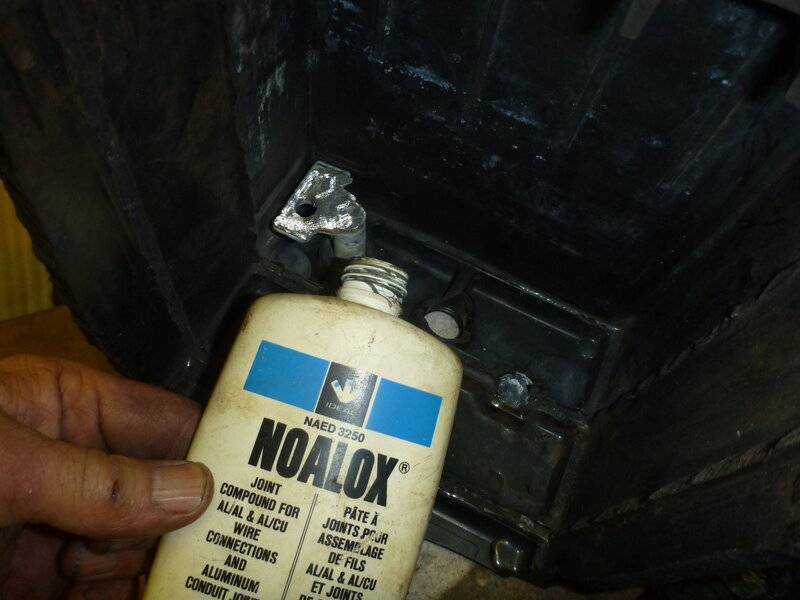 IDEAL
NAED 3250
NOALOX®
JOINT
COMPOUND FOR
AL/AL & AL/CU
WIRE
CONNECTIONS
AND
ALUMINUM
CONDUIT JOINTS
PÂTE À
JOINTS POUR
ASSEMBLAGE
DE FILS
AL/AL & AL/CU
ET JOINTS